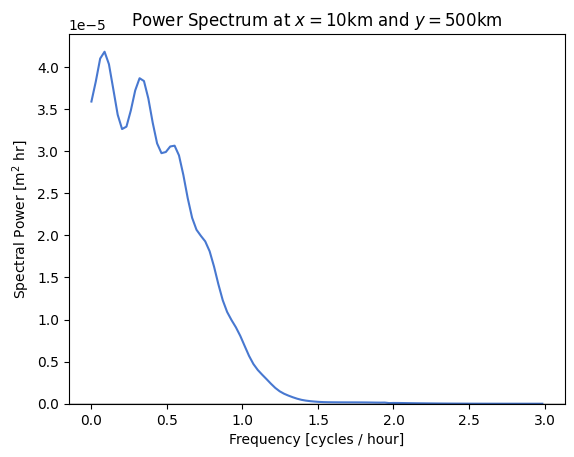 Power Spectrum at x = 10km and y = 500km
1e−5
4.0
3.5
3.0
2.5
2.0
1.5
1.0
0.5
0.0
Spectral Power [m² hr]
0.0 0.5 1.0 1.5 2.0 2.5 3.0
Frequency [cycles / hour]